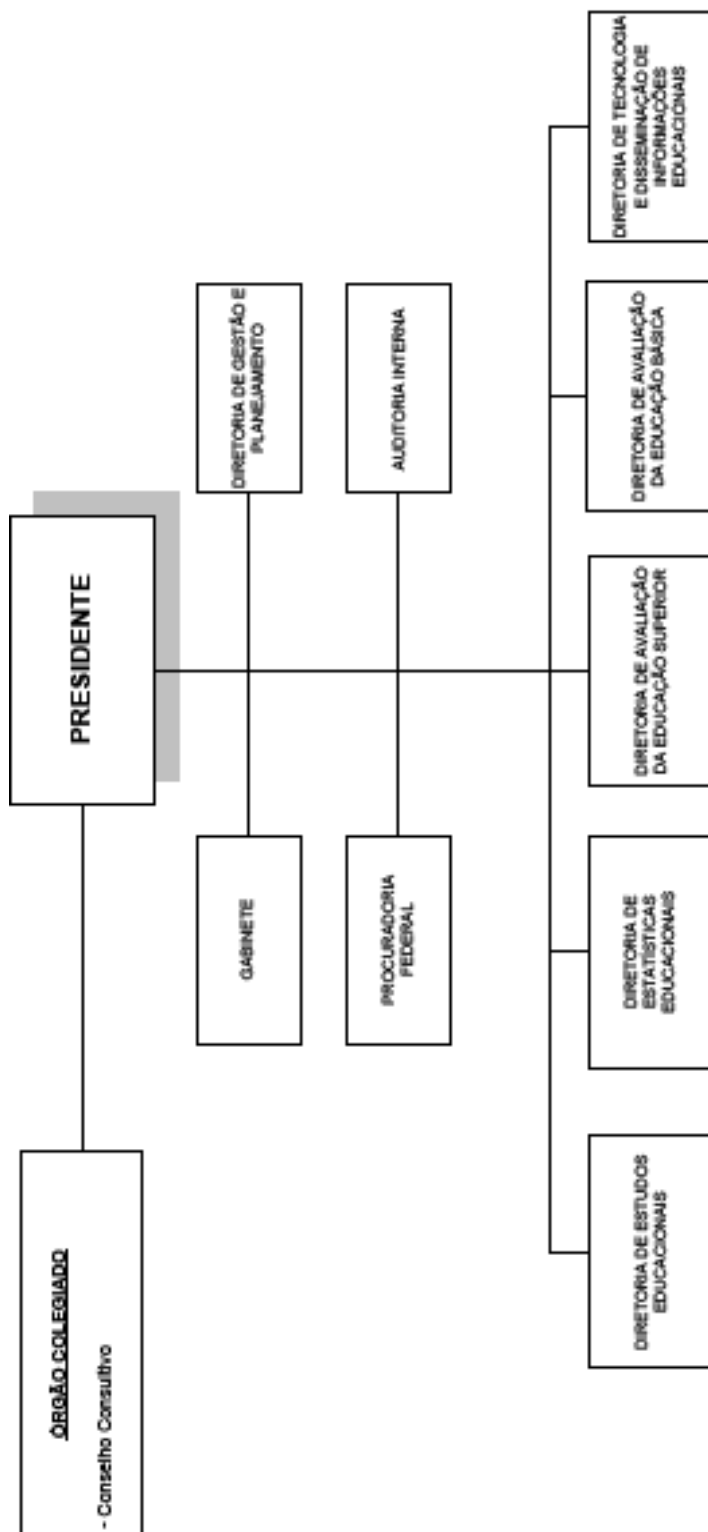 PRESIDENTE
ÓRGÃO COLEGIADO
- Conselho Consultivo
GABINETE
DIRETORIA DE GESTÃO E
PLANEJAMENTO
PROCURADORIA
FEDERAL
AUDITORIA INTERNA
DIRETORIA DE ESTUDOS
EDUCACIONAIS
DIRETORIA DE
ESTATÍSTICAS
EDUCACIONAIS
DIRETORIA DE AVALIAÇÃO
DA EDUCAÇÃO SUPERIOR
DIRETORIA DE AVALIAÇÃO
DA EDUCAÇÃO BÁSICA
DIRETORIA DE TECNOLOGIA
E DISSEMINAÇÃO DE
INFORMAÇÕES
EDUCACIONAIS